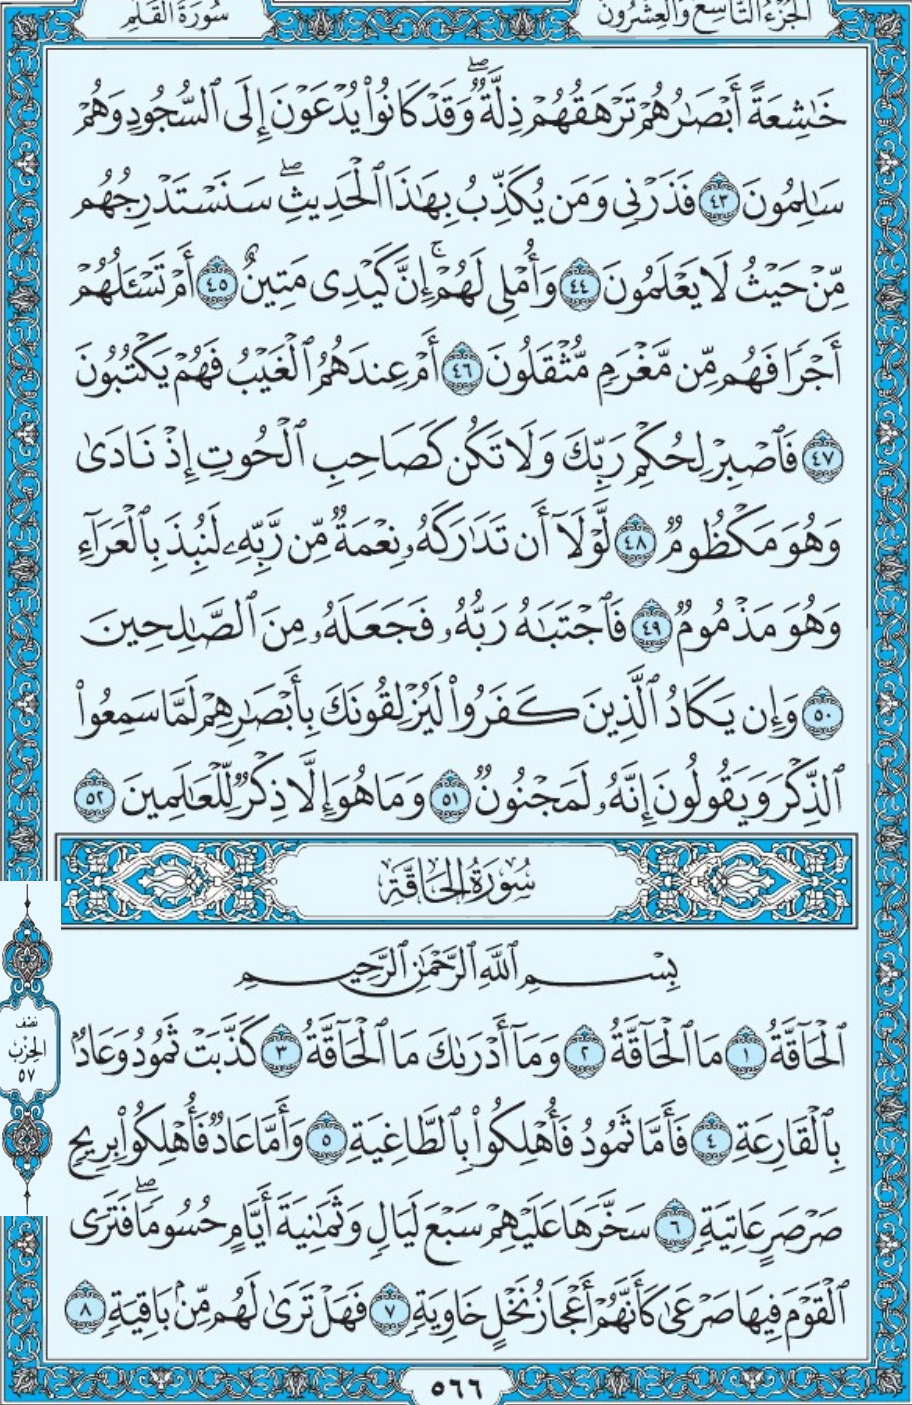 الجُزْءُ التَّاسِعُ وَالعِشْرُونَ
سُورَةُ القَلَمِ
خَٰشِعَةً أَبْصَٰرُهُمْ تَرْهَقُهُمْ ذِلَّةٌۖ وَقَدْ كَانُوا۟ يُدْعَوْنَ إِلَى ٱلسُّجُودِ وَهُمْ
سَٰلِمُونَ ٤٣ فَذَرْنِى وَمَن يُكَذِّبُ بِهَٰذَا ٱلْحَدِيثِۖ سَنَسْتَدْرِجُهُم
مِّنْ حَيْثُ لَا يَعْلَمُونَ ٤٤ وَأُمْلِى لَهُمْۚ إِنَّ كَيْدِى مَتِينٌ ٤٥ أَمْ تَسْـَٔلُهُمْ
أَجْرًا فَهُم مِّن مَّغْرَمٍ مُّثْقَلُونَ ٤٦ أَمْ عِندَهُمُ ٱلْغَيْبُ فَهُمْ يَكْتُبُونَ
٤٧ فَٱصْبِرْ لِحُكْمِ رَبِّكَ وَلَا تَكُن كَصَاحِبِ ٱلْحُوتِ إِذْ نَادَىٰ
وَهُوَ مَكْظُومٌ ٤٨ لَّوْلَآ أَن تَدَٰرَكَهُۥ نِعْمَةٌ مِّن رَّبِّهِۦ لَنُبِذَ بِٱلْعَرَآءِ
وَهُوَ مَذْمُومٌ ٤٩ فَٱجْتَبَٰهُ رَبُّهُۥ فَجَعَلَهُۥ مِنَ ٱلصَّٰلِحِينَ
٥٠ وَإِن يَكَادُ ٱلَّذِينَ كَفَرُوا۟ لَيُزْلِقُونَكَ بِأَبْصَٰرِهِمْ لَمَّا سَمِعُوا۟
ٱلذِّكْرَ وَيَقُولُونَ إِنَّهُۥ لَمَجْنُونٌ ٥١ وَمَا هُوَ إِلَّا ذِكْرٌ لِّلْعَٰلَمِينَ ٥٢
سُورَةُ الحَاقَّةِ
بِسْمِ ٱللَّهِ ٱلرَّحْمَٰنِ ٱلرَّحِيمِ
ٱلْحَآقَّةُ ١ مَا ٱلْحَآقَّةُ ٢ وَمَآ أَدْرَىٰكَ مَا ٱلْحَآقَّةُ ٣ كَذَّبَتْ ثَمُودُ وَعَادٌۢ
بِٱلْقَارِعَةِ ٤ فَأَمَّا ثَمُودُ فَأُهْلِكُوا۟ بِٱلطَّاغِيَةِ ٥ وَأَمَّا عَادٌ فَأُهْلِكُوا۟ بِرِيحٍ
صَرْصَرٍ عَاتِيَةٍ ٦ سَخَّرَهَا عَلَيْهِمْ سَبْعَ لَيَالٍ وَثَمَٰنِيَةَ أَيَّامٍ حُسُومًاۖ فَتَرَى
ٱلْقَوْمَ فِيهَا صَرْعَىٰ كَأَنَّهُمْ أَعْجَازُ نَخْلٍ خَاوِيَةٍ ٧ فَهَلْ تَرَىٰ لَهُم مِّنۢ بَاقِيَةٍ ٨
نصف
الحِزْبِ
٥٧
٥٦٦